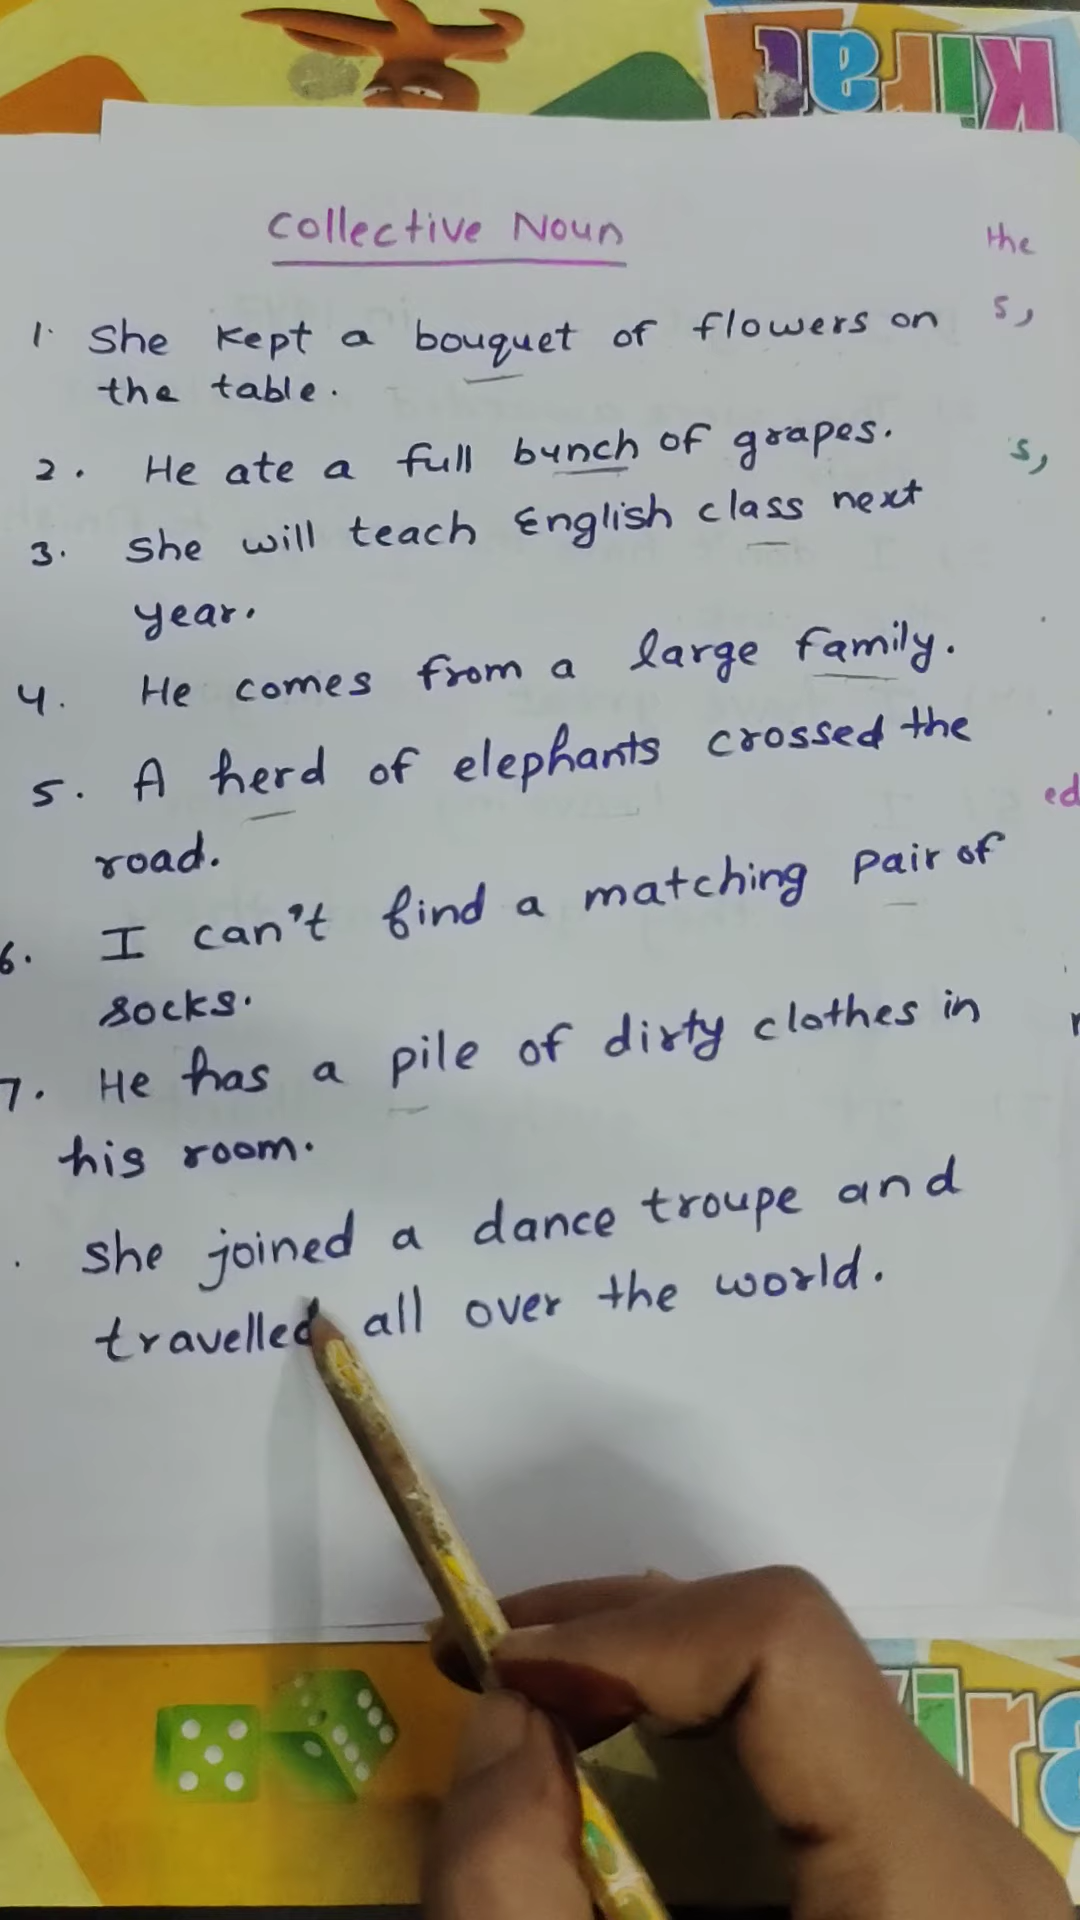 Kirat
Collective Noun
the
1. She kept a bouquet of flowers on
s,
the table.
2. He ate a full bunch of grapes.
s,
3. She will teach English class next
year.
4. He comes from a large family.
5. A herd of elephants crossed the
ed
road.
6. I can't find a matching pair of
socks.
7. He has a pile of dirty clothes in
his room.
. She joined a dance troupe and
travelled all over the world.